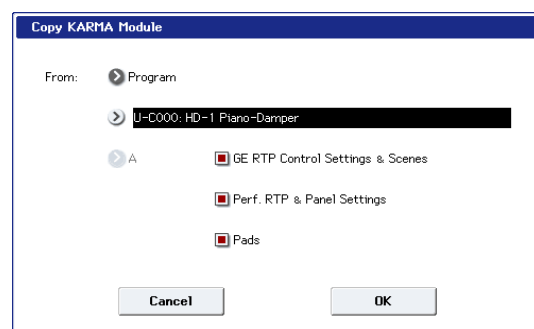 Copy KARMA Module
From: Program
U-C000: HD-1 Piano-Damper
A GE RTP Control Settings & Scenes
Perf. RTP & Panel Settings
Pads
Cancel OK